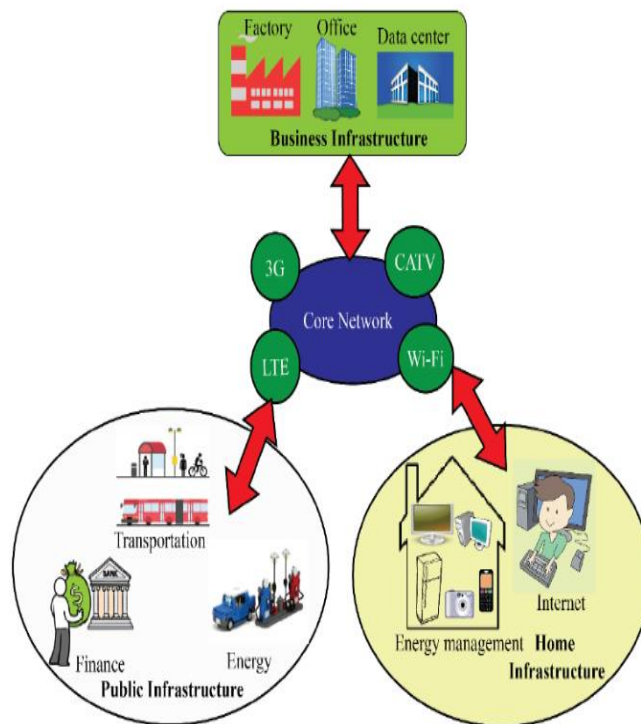 Factory
Office
Data center
Business Infrastructure
3G
CATV
Core Network
LTE
Wi-Fi
Transportation
BANK
$
Finance
Energy
Public Infrastructure
Internet
Energy management
Home
Infrastructure